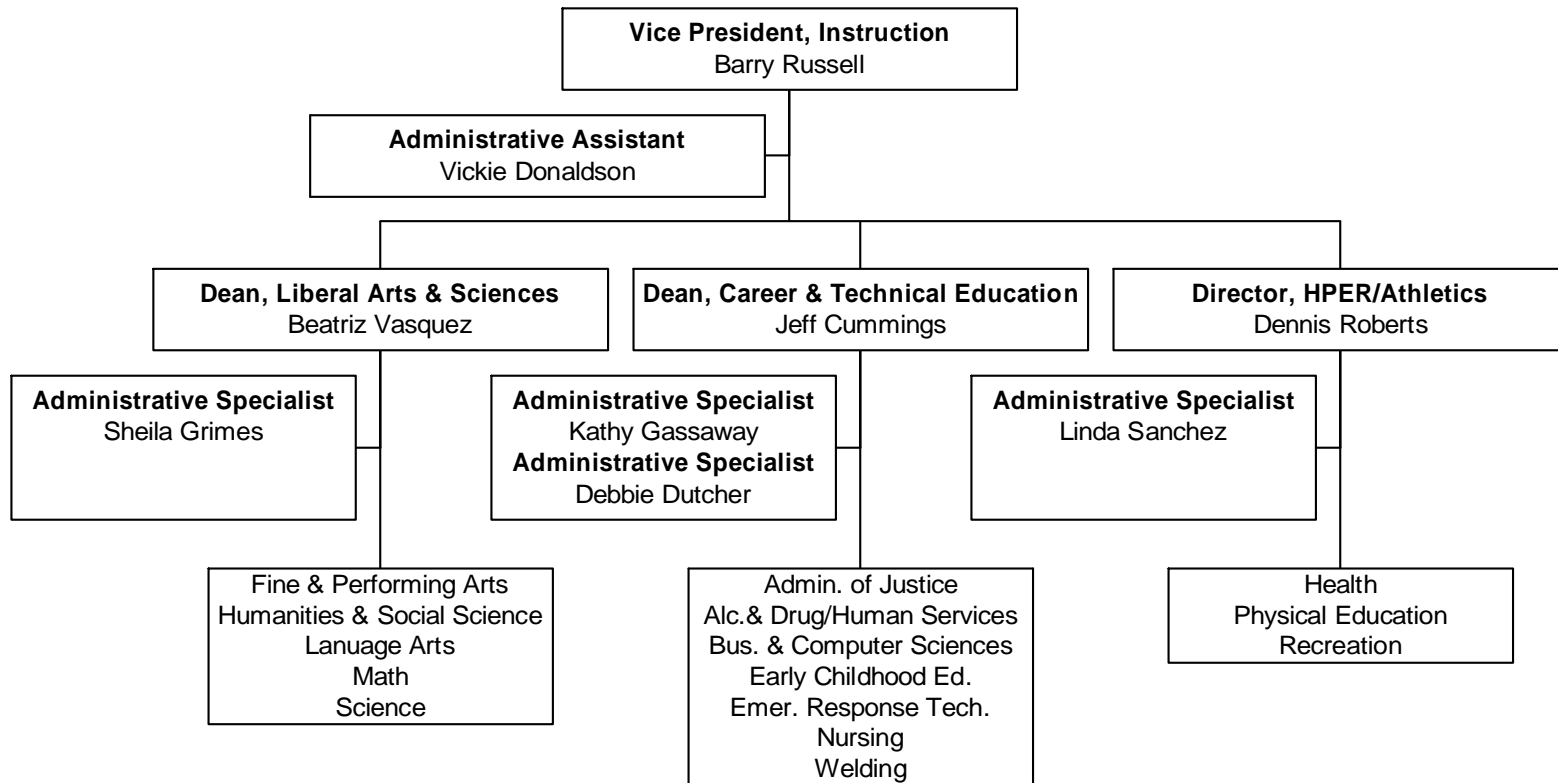 Vice President, Instruction
Barry Russell
Administrative Assistant
Vickie Donaldson
Dean, Liberal Arts & Sciences
Beatriz Vasquez
Dean, Career & Technical Education
Jeff Cummings
Director, HPER/Athletics
Dennis Roberts
Administrative Specialist
Sheila Grimes
Administrative Specialist
Kathy Gassaway
Administrative Specialist
Debbie Dutcher
Administrative Specialist
Linda Sanchez
Fine & Performing Arts
Humanities & Social Science
Lanuage Arts
Math
Science
Admin. of Justice
Alc.& Drug/Human Services
Bus. & Computer Sciences
Early Childhood Ed.
Emer. Response Tech.
Nursing
Welding
Health
Physical Education
Recreation